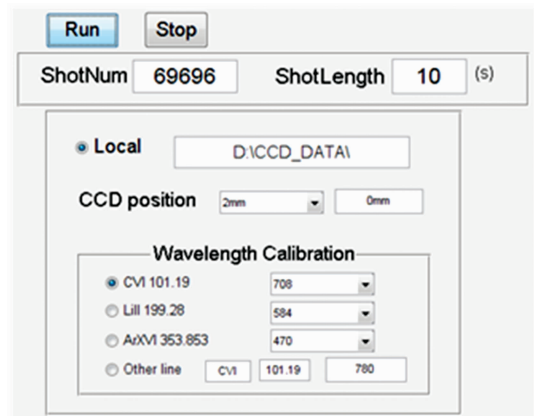 Run Stop
ShotNum 69696 ShotLength 10 (s)
Local D:\CCD_DATA\
CCD position 2mm 0mm
Wavelength Calibration
CVI 101.19 708
LiII 199.28 584
ArXVI 353.853 470
Other line CVI 101.19 780